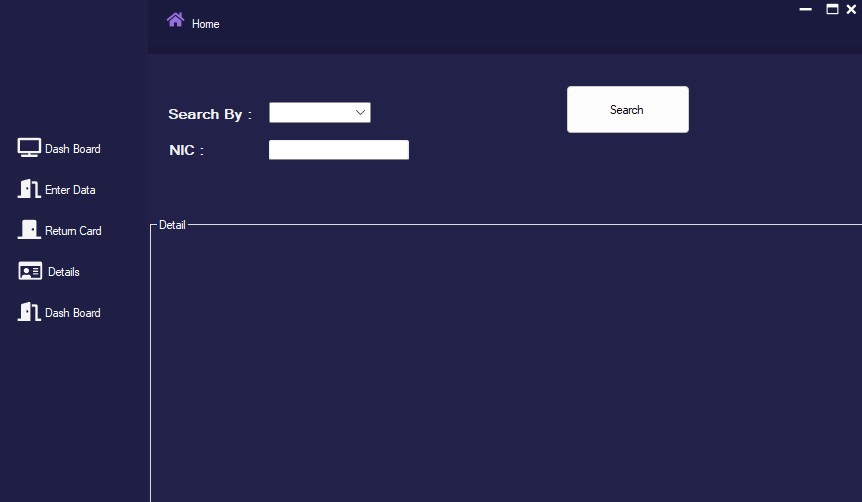 Home
Search By :
Search
NIC :
Dash Board
Enter Data
Return Card
Details
Dash Board
Detail